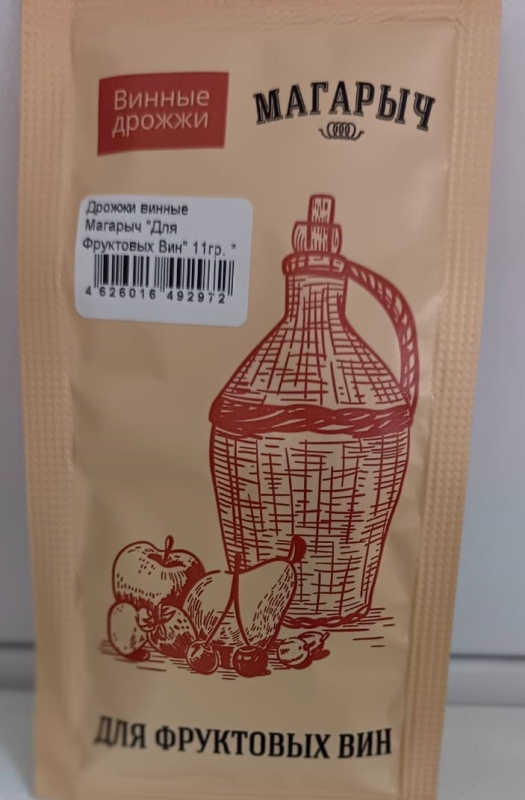 Винные
дрожжи
МАГАРЫЧ
Дрожжи винные
Магарыч "Для
Фруктовых Вин" 11гр. *
4 626016 492972
ДЛЯ ФРУКТОВЫХ ВИН